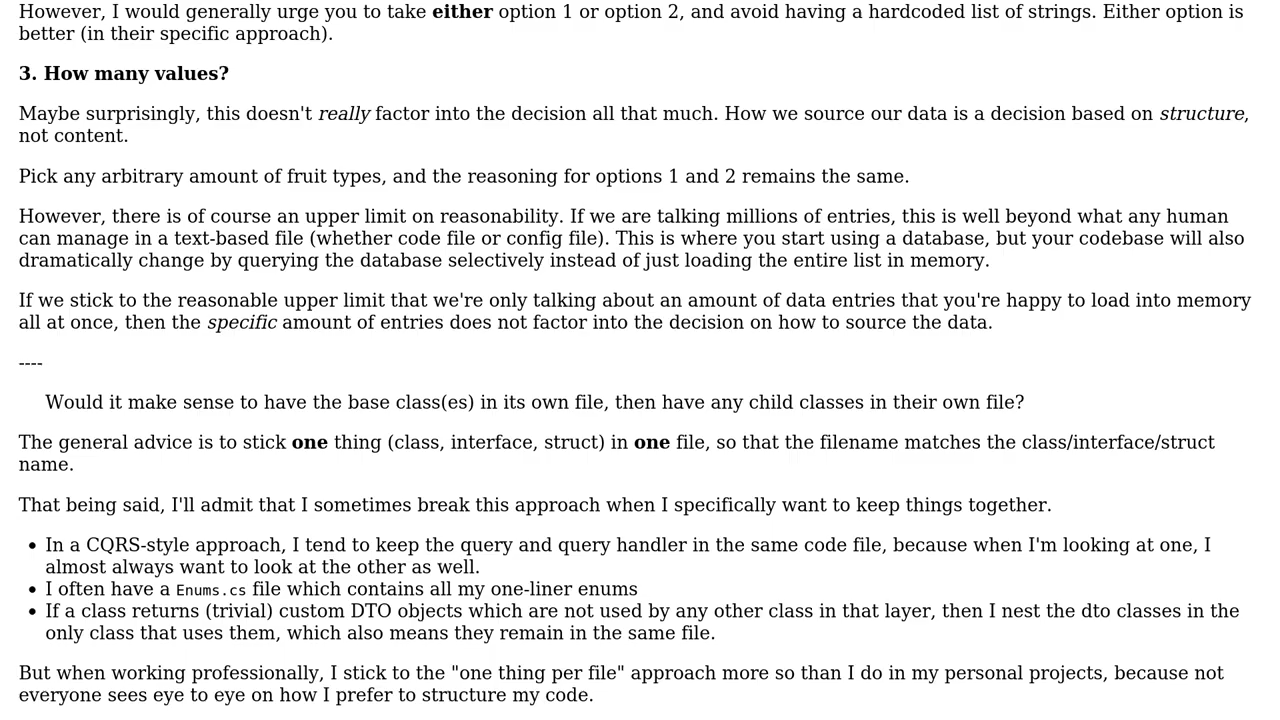 However, I would generally urge you to take either option 1 or option 2, and avoid having a hardcoded list of strings. Either option is
better (in their specific approach).
3. How many values?
Maybe surprisingly, this doesn't really factor into the decision all that much. How we source our data is a decision based on structure,
not content.
Pick any arbitrary amount of fruit types, and the reasoning for options 1 and 2 remains the same.
However, there is of course an upper limit on reasonability. If we are talking millions of entries, this is well beyond what any human
can manage in a text-based file (whether code file or config file). This is where you start using a database, but your codebase will also
dramatically change by querying the database selectively instead of just loading the entire list in memory.
If we stick to the reasonable upper limit that we're only talking about an amount of data entries that you're happy to load into memory
all at once, then the specific amount of entries does not factor into the decision on how to source the data.
----
Would it make sense to have the base class(es) in its own file, then have any child classes in their own file?
The general advice is to stick one thing (class, interface, struct) in one file, so that the filename matches the class/interface/struct
name.
That being said, I'll admit that I sometimes break this approach when I specifically want to keep things together.
• In a CQRS-style approach, I tend to keep the query and query handler in the same code file, because when I'm looking at one, I
almost always want to look at the other as well.
• I often have a Enums.cs file which contains all my one-liner enums
• If a class returns (trivial) custom DTO objects which are not used by any other class in that layer, then I nest the dto classes in the
only class that uses them, which also means they remain in the same file.
But when working professionally, I stick to the "one thing per file" approach more so than I do in my personal projects, because not
everyone sees eye to eye on how I prefer to structure my code.